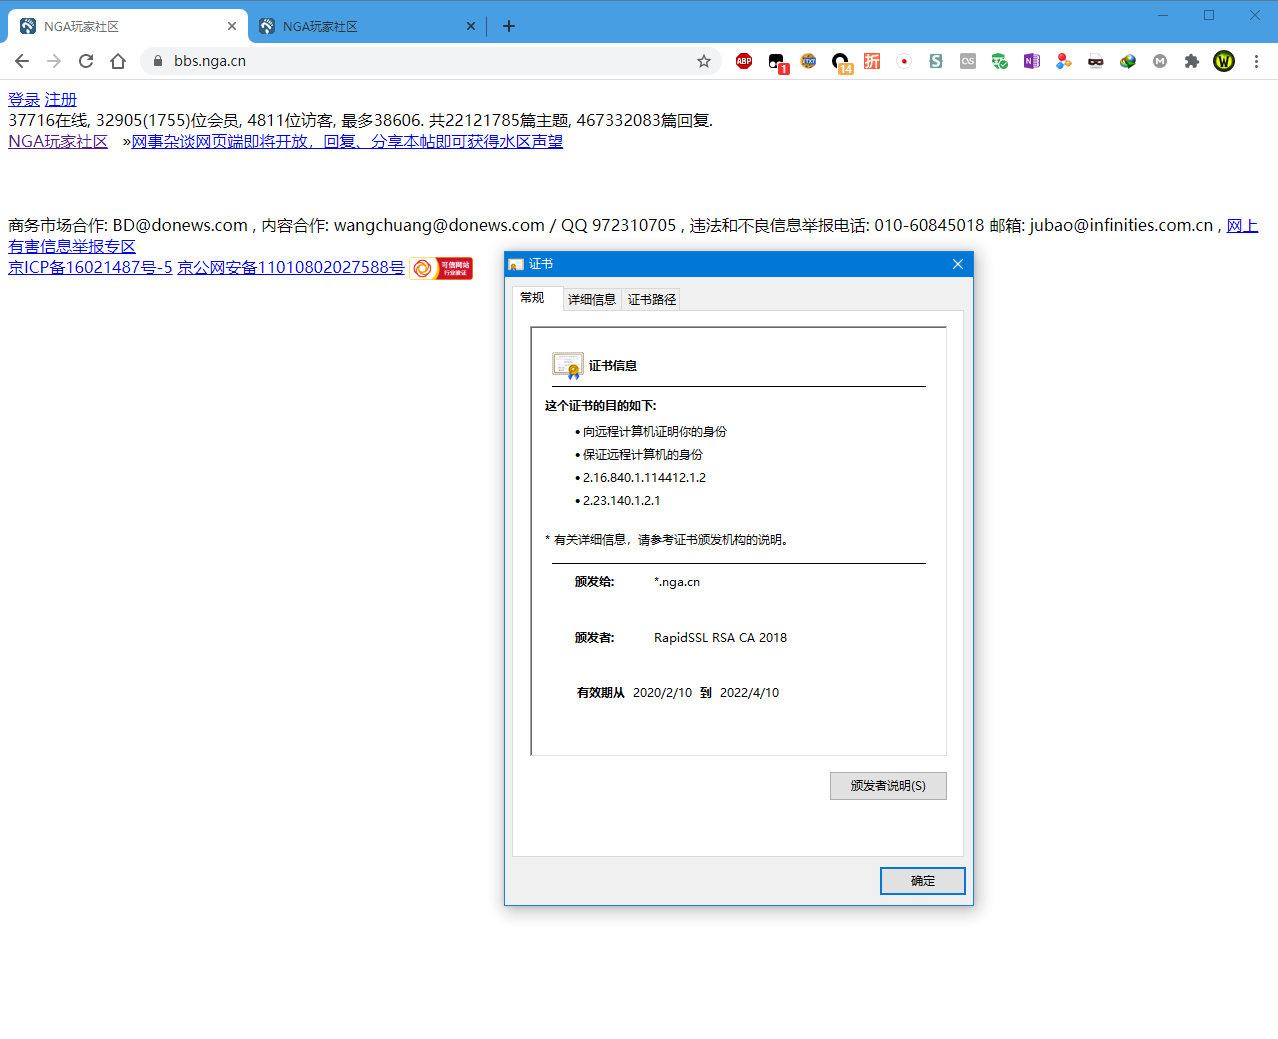 NGA玩家社区
NGA玩家社区
bbs.nga.cn
ABP
1
TXT
14
折
S
OS
N
M
W
登录 注册
37716在线, 32905(1755)位会员, 4811位访客, 最多38606. 共22121785篇主题, 467332083篇回复.
NGA玩家社区 »网事杂谈网页端即将开放，回复、分享本帖即可获得水区声望
商务市场合作: BD@donews.com , 内容合作: wangchuang@donews.com / QQ 972310705 , 违法和不良信息举报电话: 010-60845018 邮箱: jubao@infinities.com.cn , 网上
有害信息举报专区
京ICP备16021487号-5 京公网安备11010802027588号 可信网站
行业验证
证书
常规 详细信息 证书路径
证书信息
这个证书的目的如下:
• 向远程计算机证明你的身份
• 保证远程计算机的身份
• 2.16.840.1.114412.1.2
• 2.23.140.1.2.1
* 有关详细信息，请参考证书颁发机构的说明。
颁发给: *.nga.cn
颁发者: RapidSSL RSA CA 2018
有效期从 2020/2/10 到 2022/4/10
颁发者说明(S)
确定